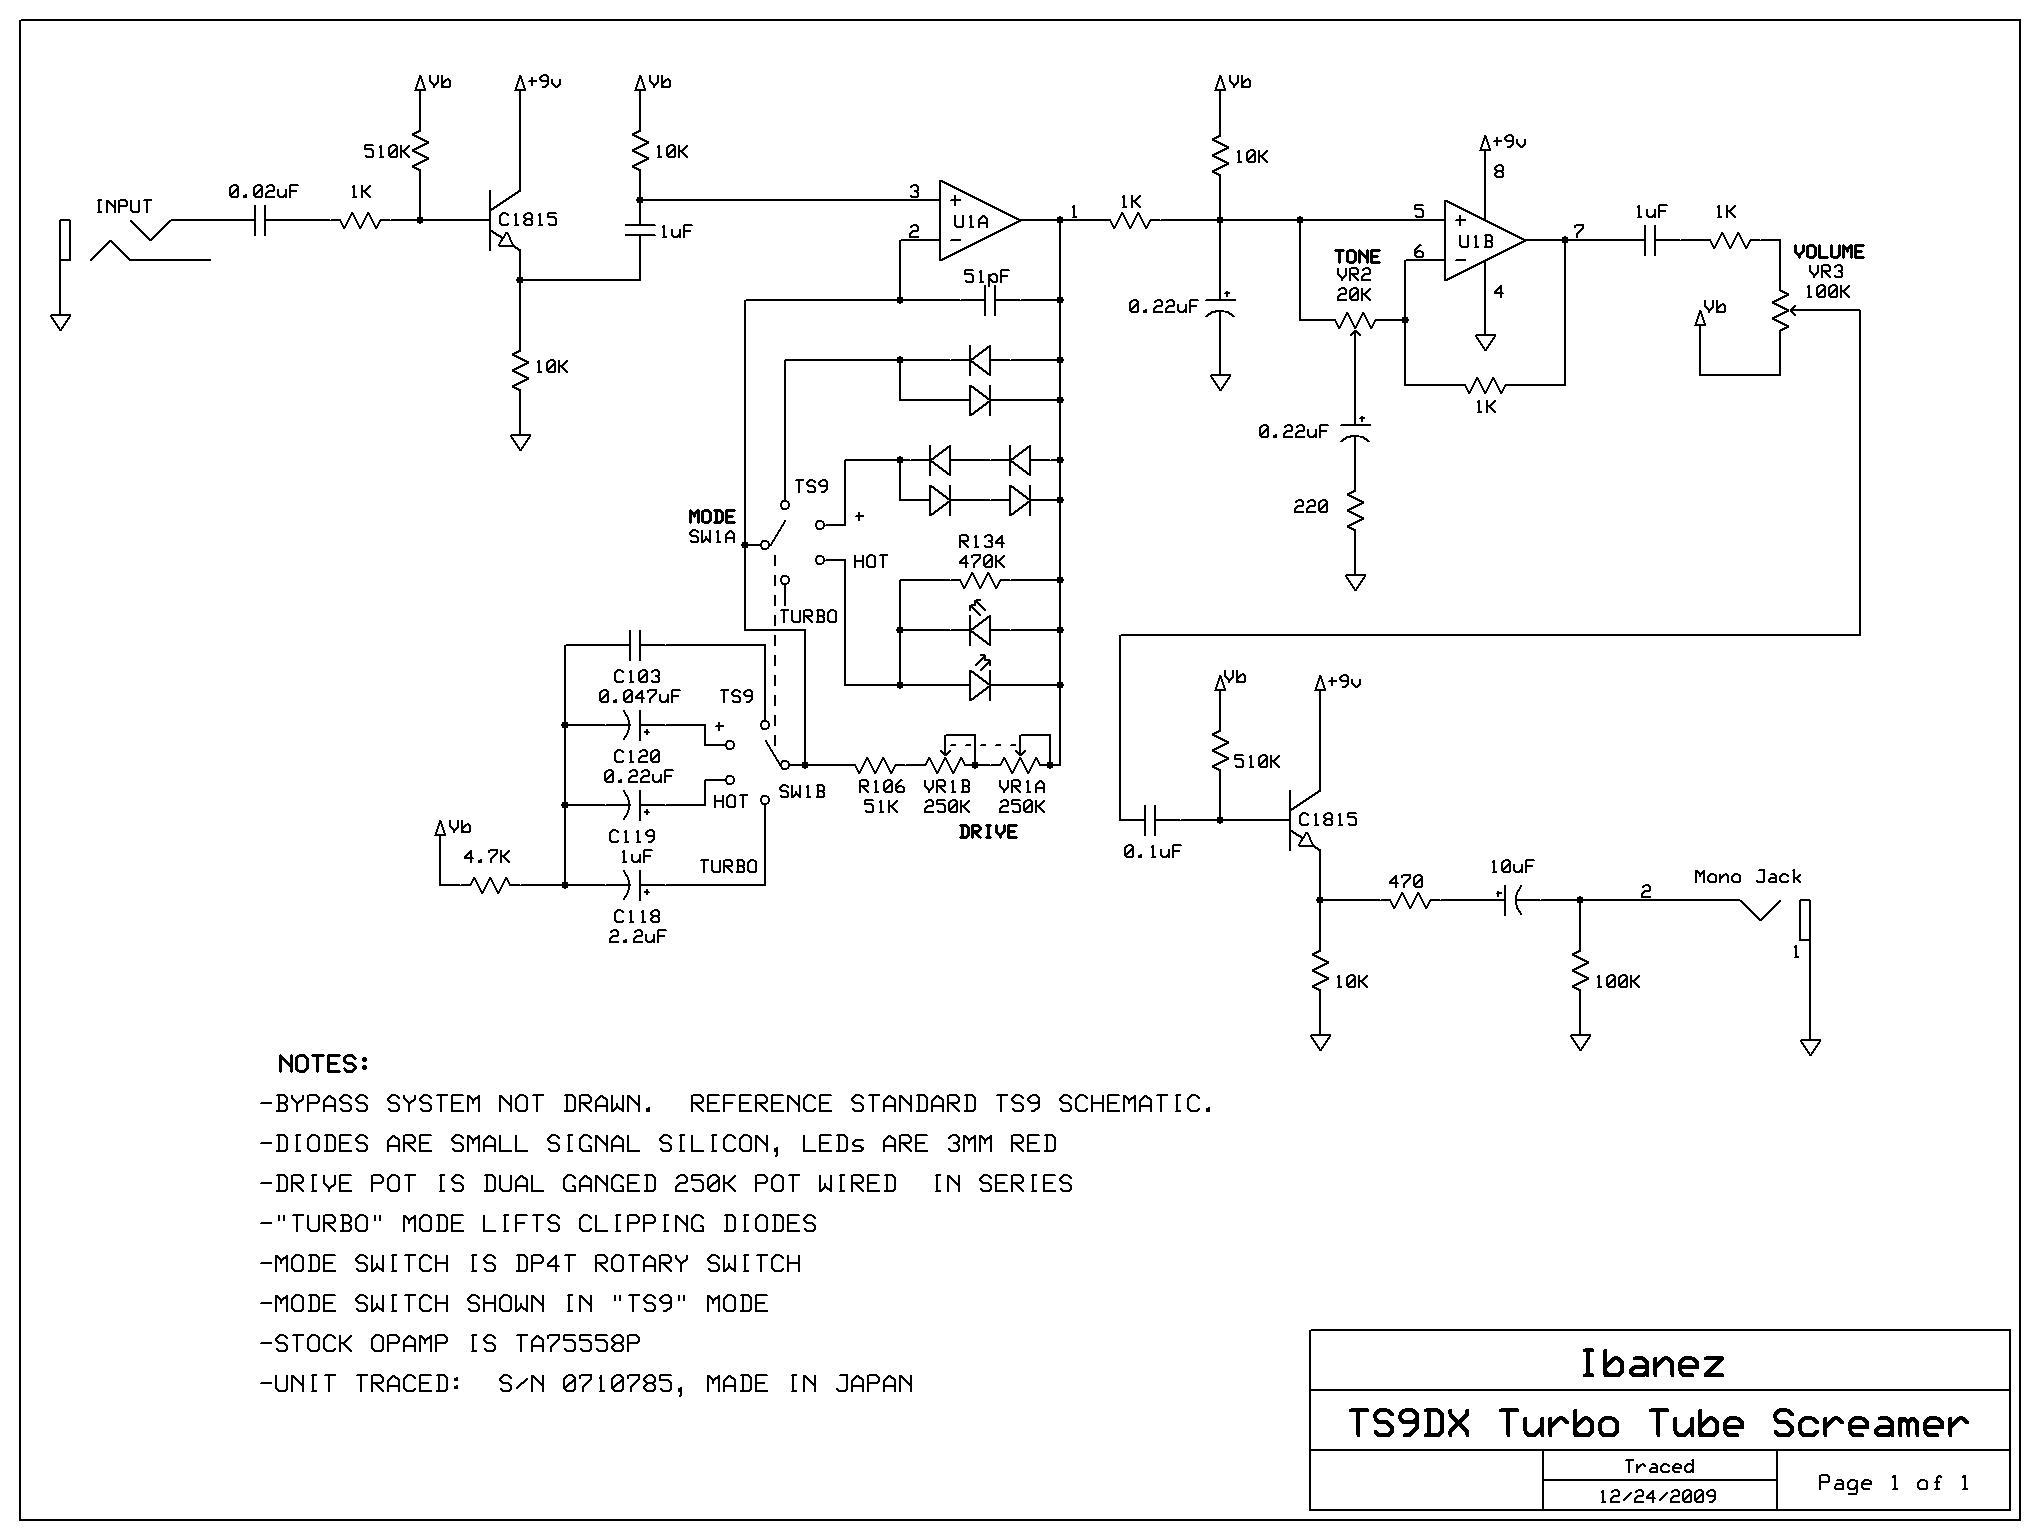 Vb
+9v
Vb
Vb
510K
10K
10K
+9v
8
INPUT
0.02uF
1K
C1815
1uF
3
+
U1A
2
-
1
1K
5
+
U1B
6
-
7
4
1uF
1K
VOLUME
VR3
100K
Vb
TONE
VR2
20K
51pF
+
0.22uF
10K
1K
+
0.22uF
220
TS9
MODE
SW1A
+
HOT
TURBO
R134
470K
C103
0.047uF
TS9
+
+
C120
0.22uF
HOT
+
C119
1uF
TURBO
+
C118
2.2uF
SW1B
Vb
4.7K
R106
51K
VR1B
250K
VR1A
250K
DRIVE
Vb
+9v
510K
C1815
0.1uF
470
10uF
+
2
Mono Jack
1
10K
100K
NOTES:
-BYPASS SYSTEM NOT DRAWN. REFERENCE STANDARD TS9 SCHEMATIC.
-DIODES ARE SMALL SIGNAL SILICON, LEDs ARE 3MM RED
-DRIVE POT IS DUAL GANGED 250K POT WIRED IN SERIES
-"TURBO" MODE LIFTS CLIPPING DIODES
-MODE SWITCH IS DP4T ROTARY SWITCH
-MODE SWITCH SHOWN IN "TS9" MODE
-STOCK OPAMP IS TA75558P
-UNIT TRACED: S/N 0710785, MADE IN JAPAN
Ibanez
TS9DX Turbo Tube Screamer
Traced
12/24/2009
Page 1 of 1